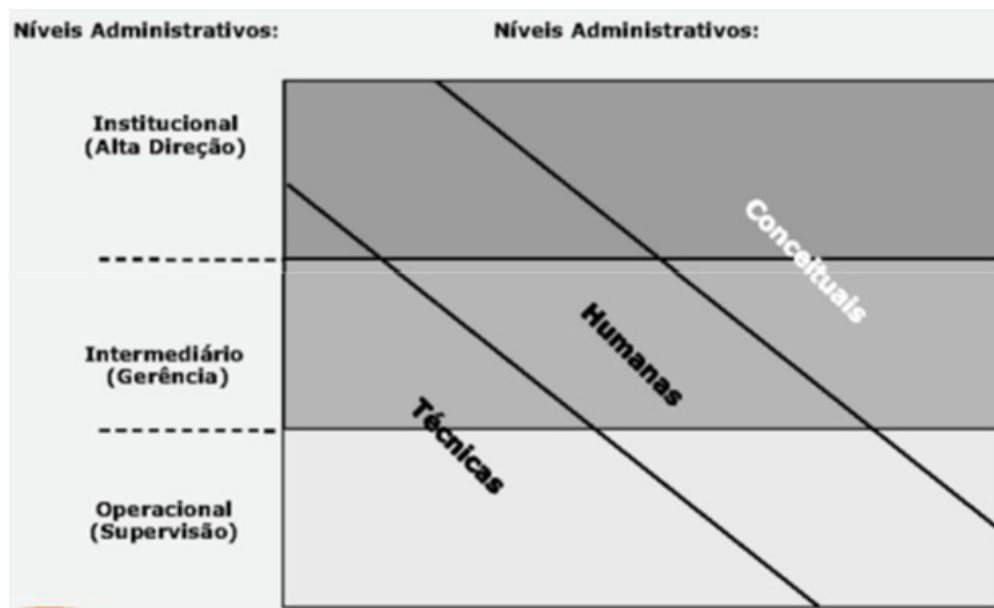 Níveis Administrativos:
Níveis Administrativos:
Institucional
(Alta Direção)
Conceituais
Intermediário
(Gerência)
Humanas
Técnicas
Operacional
(Supervisão)